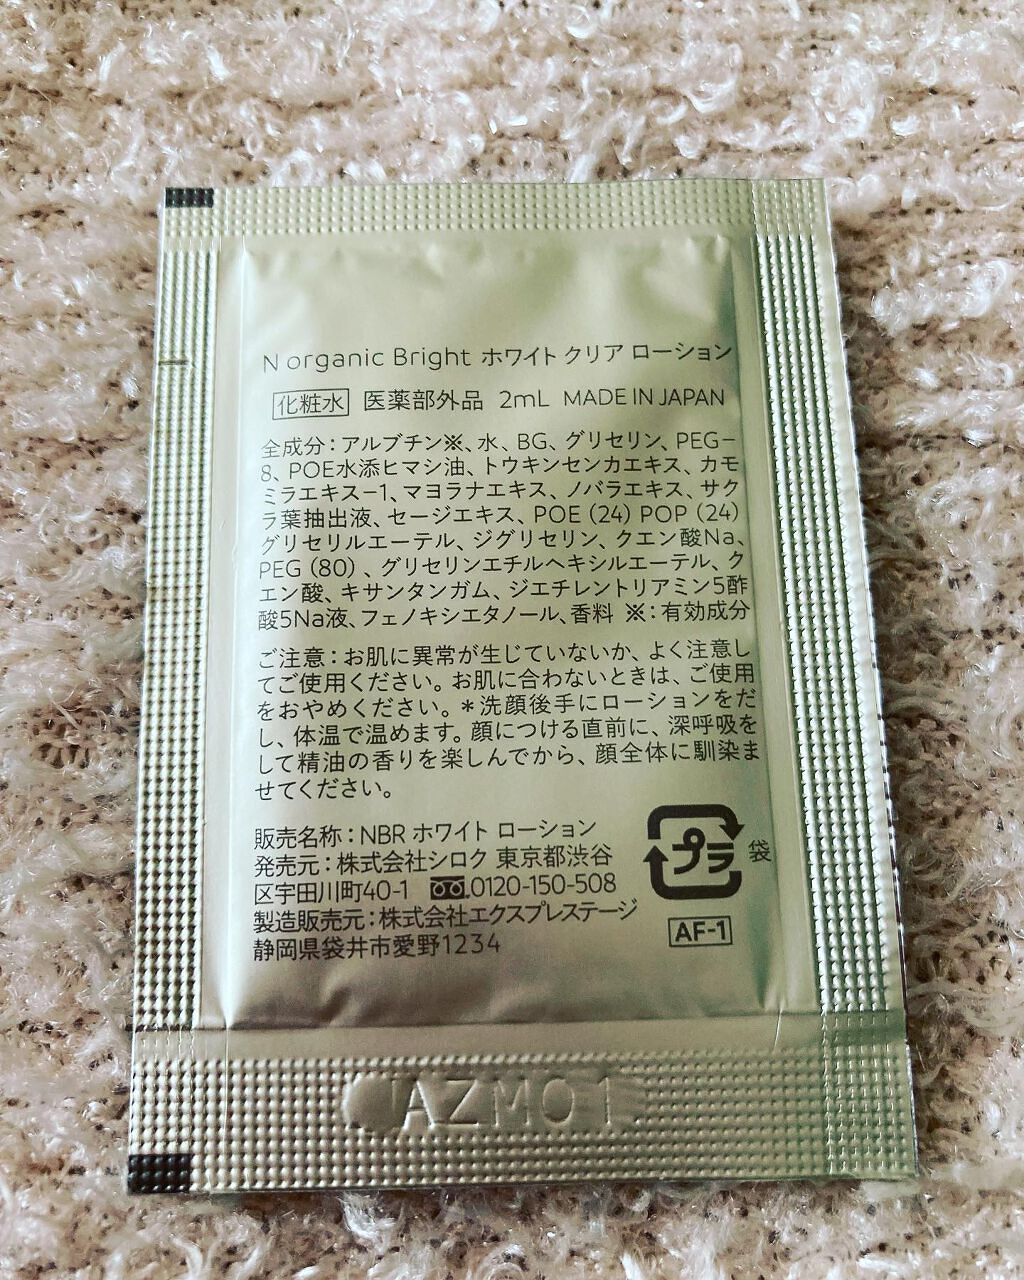 N organic Bright ホワイト クリア ローション
化粧水 医薬部外品 2mL MADE IN JAPAN
全成分：アルブチン※、水、BG、グリセリン、PEG−
8、POE水添ヒマシ油、トウキンセンカエキス、カモ
ミラエキス−1、マヨラナエキス、ノバラエキス、サク
ラ葉抽出液、セージエキス、POE（24）POP（24）
グリセリルエーテル、ジグリセリン、クエン酸Na、
PEG（80）、グリセリンエチルヘキシルエーテル、ク
エン酸、キサンタンガム、ジエチレントリアミン5酢
酸5Na液、フェノキシエタノール、香料 ※：有効成分
ご注意：お肌に異常が生じていないか、よく注意し
てご使用ください。お肌に合わないときは、ご使用
をおやめください。＊洗顔後手にローションをだ
し、体温で温めます。顔につける直前に、深呼吸を
して精油の香りを楽しんでから、顔全体に馴染ま
せてください。
販売名称：NBR ホワイト ローション
発売元：株式会社シロク 東京都渋谷
区宇田川町40-1 0120-150-508
製造販売元：株式会社エクスプレステージ
静岡県袋井市愛野1234
プラ 袋
AF-1
AZMO1